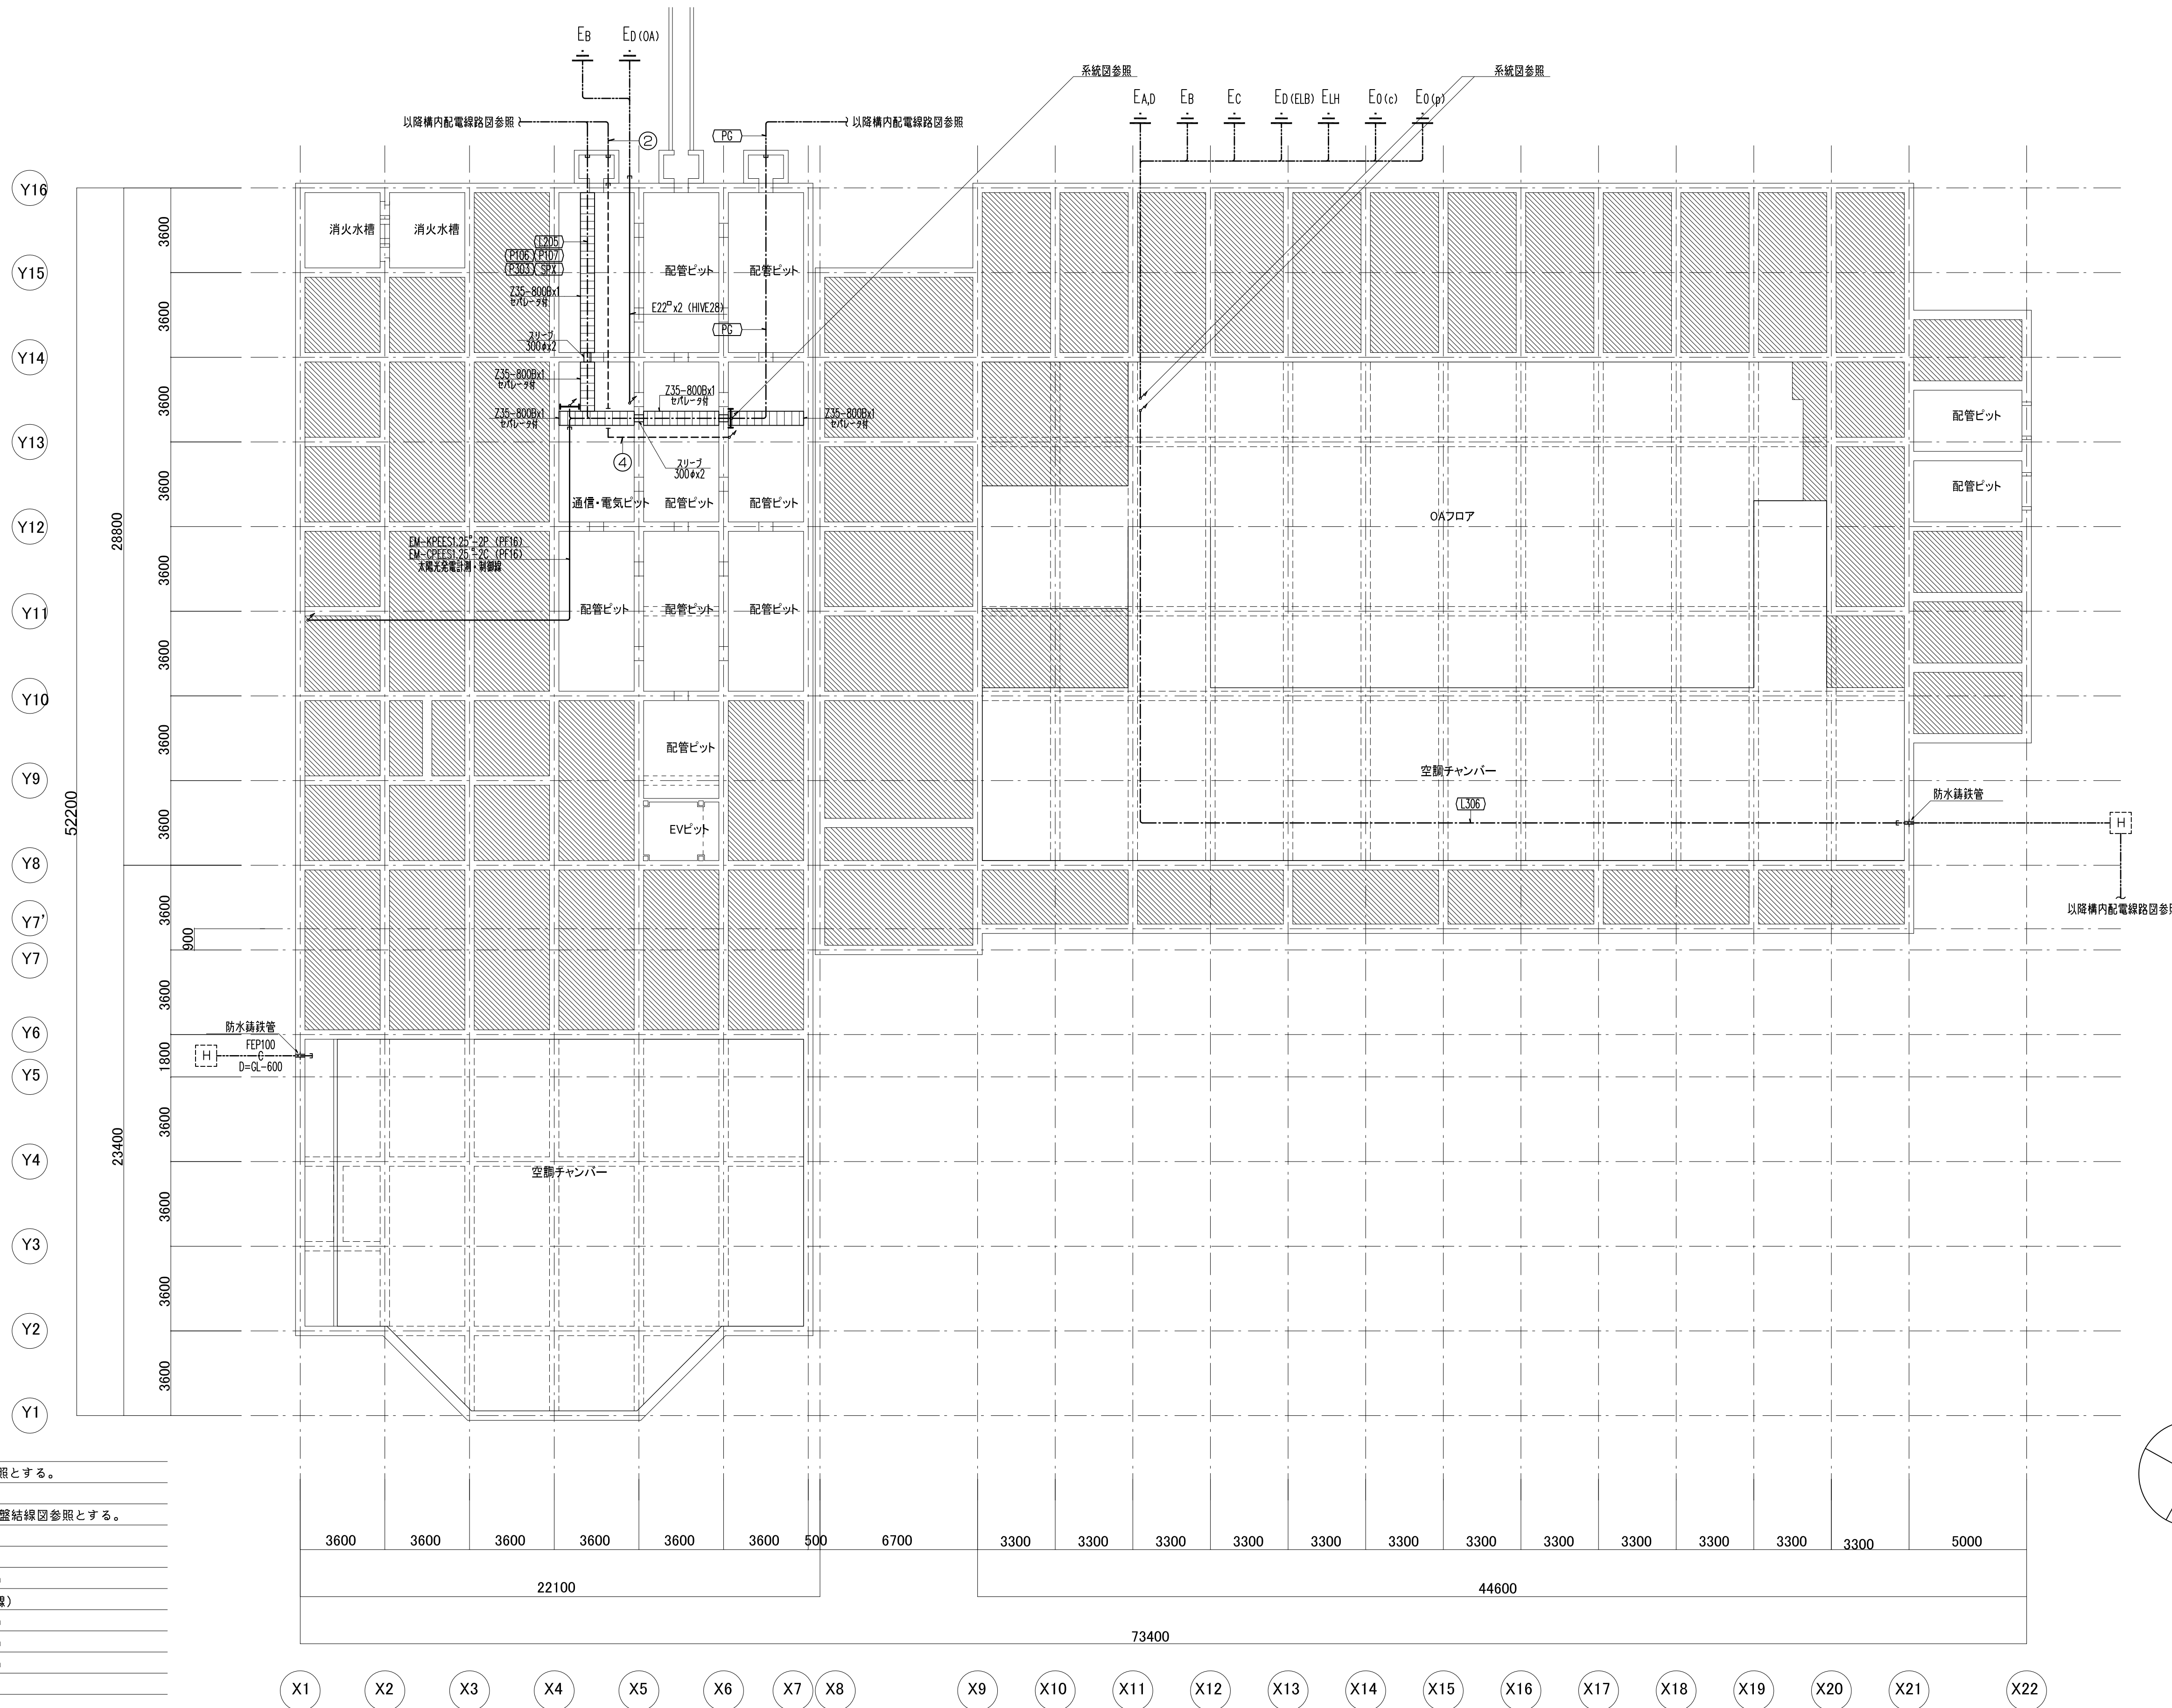 EB
ED(OA)
系統図参照
系統図参照
EA,D
EB
EC
ED(ELB)
ELH
EO(c)
EO(p)
以降構内配電線路図参照
②
PG
以降構内配電線路図参照
Y16
3600
消火水槽
消火水槽
L205
P106 P107
P303 SPX
配管ピット
配管ピット
Y15
Z35-800Bx1
セパレータ付
E22□x2 (HIVE28)
PG
3600
スリーブ
300φx2
Y14
Z35-800Bx1
セパレータ付
Z35-800Bx1
セパレータ付
3600
Z35-800Bx1
セパレータ付
Z35-800Bx1
セパレータ付
配管ピット
Y13
④
スリーブ
300φx2
3600
配管ピット
通信・電気ピット
配管ピット
配管ピット
OAフロア
Y12
28800
EM-KPEES1.25□-2P (PF16)
EM-CPEES1.25□-2C (PF16)
太陽光発電計測・制御線
3600
配管ピット
配管ピット
配管ピット
Y11
3600
Y10
3600
配管ピット
Y9
空調チャンバー
L306
防水鋳鉄管
52200
3600
EVピット
H
Y8
3600
以降構内配電線路図参
Y7'
900
Y7
3600
Y6
防水鋳鉄管
H
FEP100
C
D=GL-600
1800
Y5
3600
23400
Y4
空調チャンバー
3600
Y3
3600
Y2
3600
Y1
照とする。
盤結線図参照とする。
線)
3600
3600
3600
3600
3600
3600
500
6700
3300
3300
3300
3300
3300
3300
3300
3300
3300
3300
3300
3300
5000
22100
44600
73400
X1
X2
X3
X4
X5
X6
X7
X8
X9
X10
X11
X12
X13
X14
X15
X16
X17
X18
X19
X20
X21
X22